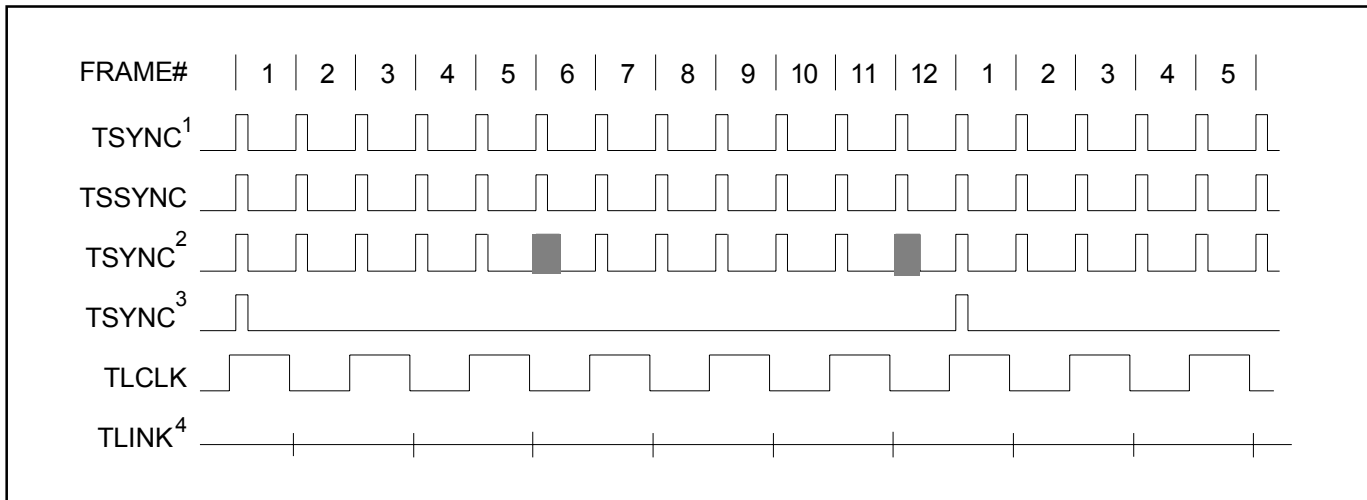 FRAME# 1 2 3 4 5 6 7 8 9 10 11 12 1 2 3 4 5
TSYNC¹
TSSYNC
TSYNC²
TSYNC³
TLCLK
TLINK⁴